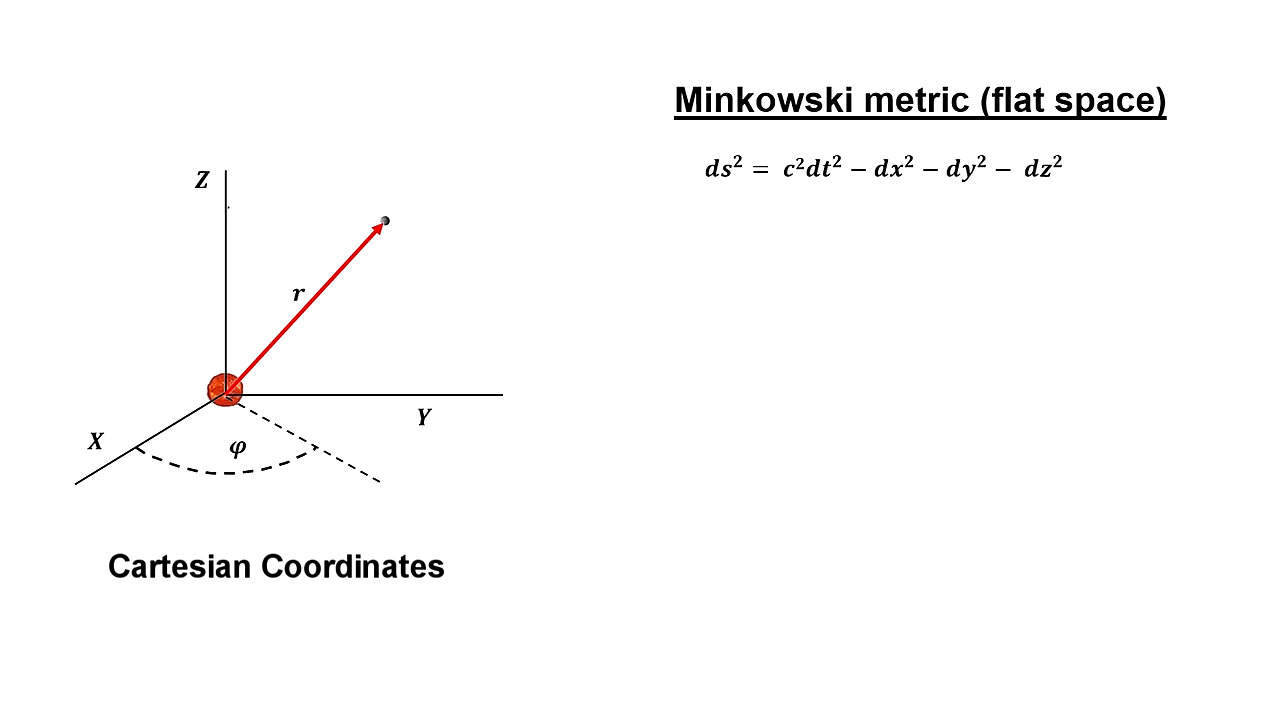 Minkowski metric (flat space)
ds² = c²dt² − dx² − dy² − dz²
Z
r
X
φ
Y
Cartesian Coordinates